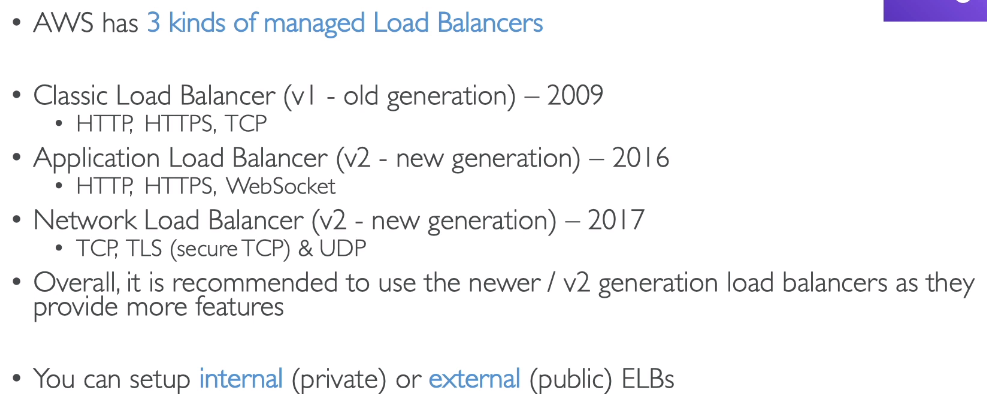 • AWS has 3 kinds of managed Load Balancers
• Classic Load Balancer (v1 - old generation) – 2009
• HTTP, HTTPS, TCP
• Application Load Balancer (v2 - new generation) – 2016
• HTTP, HTTPS, WebSocket
• Network Load Balancer (v2 - new generation) – 2017
• TCP, TLS (secure TCP) & UDP
• Overall, it is recommended to use the newer / v2 generation load balancers as they
provide more features
• You can setup internal (private) or external (public) ELBs